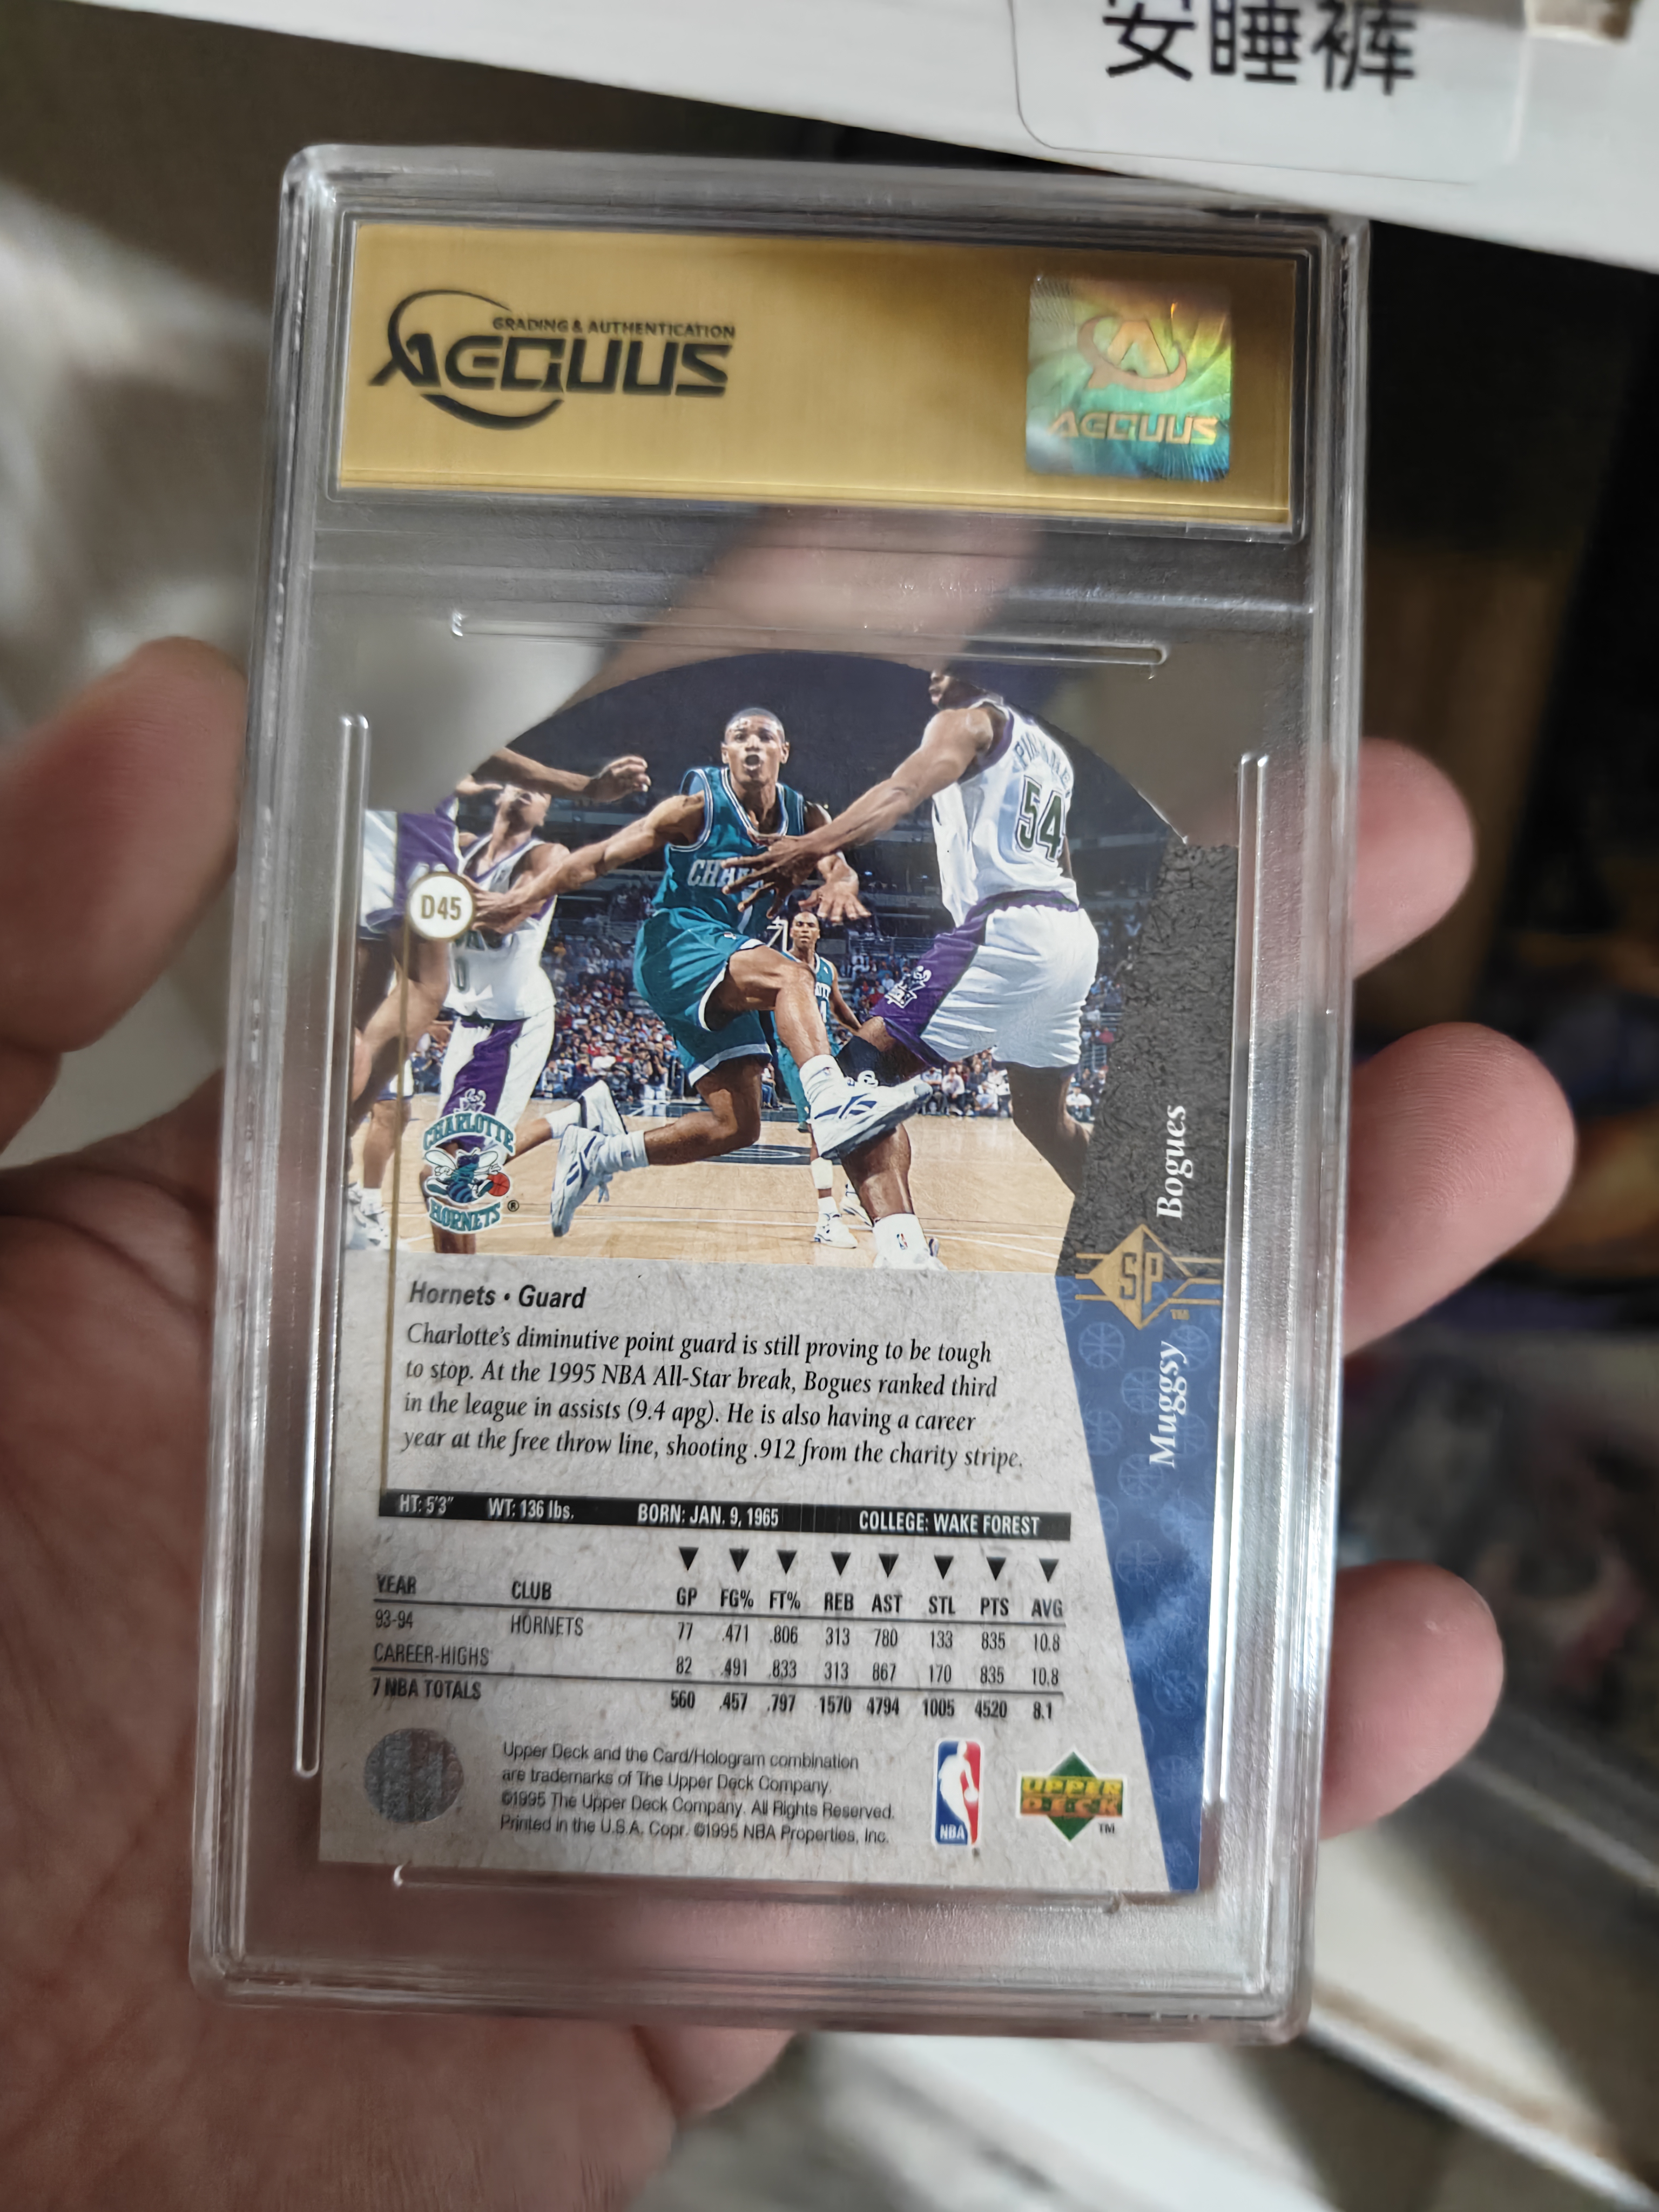 安睡裤
GRADING & AUTHENTICATION
AEQUUS
AEQUUS
54
CHA
D45
CHARLOTTE
HORNETS ®
Bogues
SP
TM
Muggsy
Hornets • Guard
Charlotte's diminutive point guard is still proving to be tough
to stop. At the 1995 NBA All-Star break, Bogues ranked third
in the league in assists (9.4 apg). He is also having a career
year at the free throw line, shooting .912 from the charity stripe.
HT: 5'3" WT: 136 lbs. BORN: JAN. 9, 1965 COLLEGE: WAKE FOREST
YEAR CLUB GP FG% FT% REB AST STL PTS AVG
93-94 HORNETS 77 .471 .806 313 780 133 835 10.8
CAREER-HIGHS 82 .491 .833 313 867 170 835 10.8
7 NBA TOTALS 560 .457 .797 1570 4794 1005 4520 8.1
Upper Deck and the Card/Hologram combination
are trademarks of The Upper Deck Company.
©1995 The Upper Deck Company. All Rights Reserved.
Printed in the U.S.A. Copr. ©1995 NBA Properties, Inc.
NBA
UPPER
DECK
TM